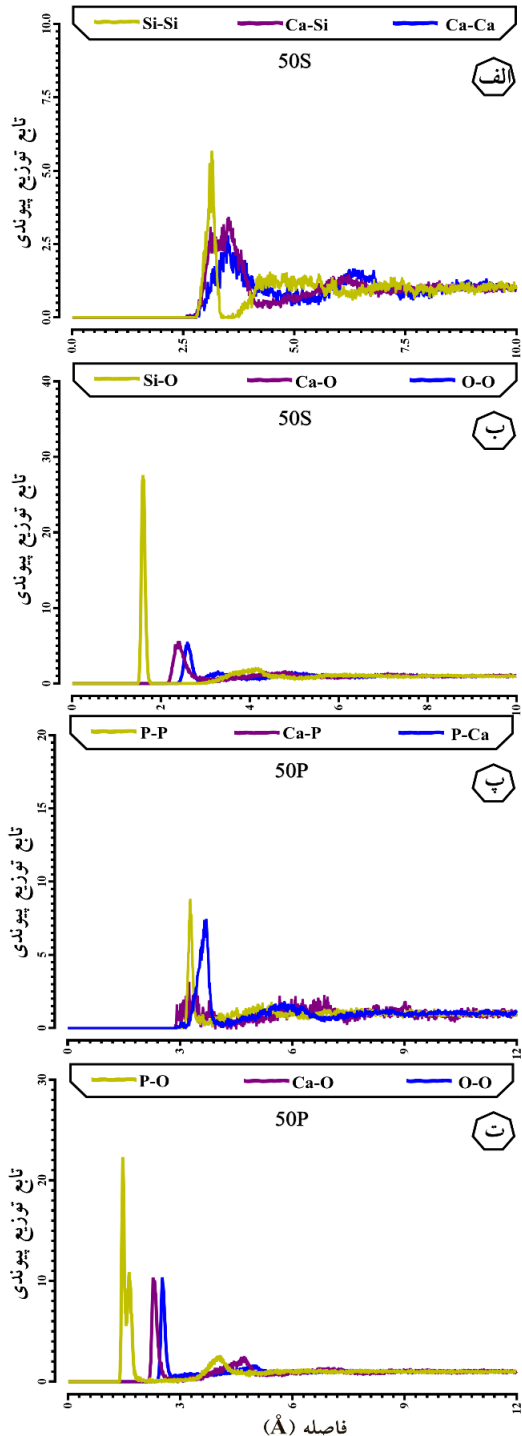 Si-Si Ca-Si Ca-Ca
50S
الف
تابع توزیع پیوندی
10.0
7.5
5.0
2.5
0.0
0.0 2.5 5.0 7.5 10.0
Si-O Ca-O O-O
50S
ب
تابع توزیع پیوندی
40
30
20
10
0
0 2 4 6 8 10
P-P Ca-P P-Ca
50P
پ
تابع توزیع پیوندی
20
15
10
5
0
0 3 6 9 12
P-O Ca-O O-O
50P
ت
تابع توزیع پیوندی
30
20
10
0
0 3 6 9 12
فاصله (Å)